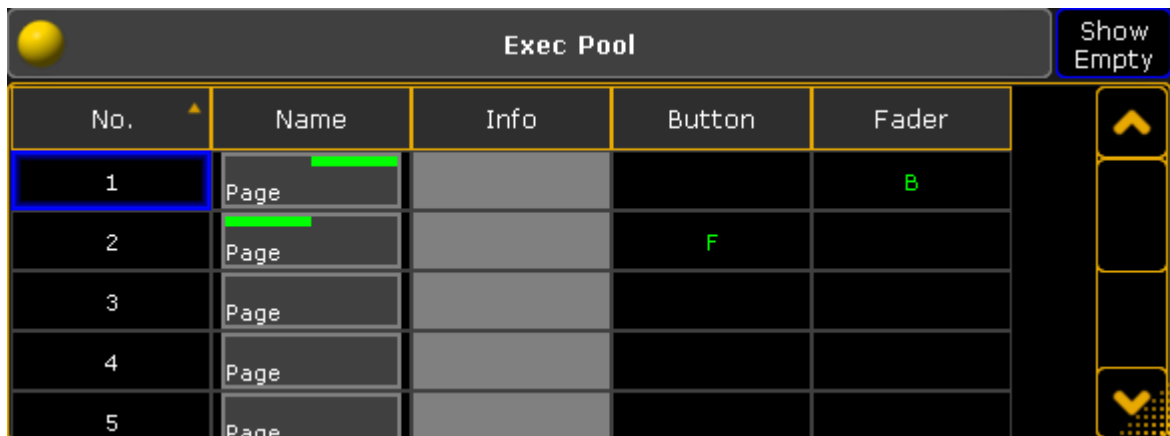 Exec Pool
Show
Empty
No. Name Info Button Fader
1 Page B
2 Page F
3 Page
4 Page
5 Page